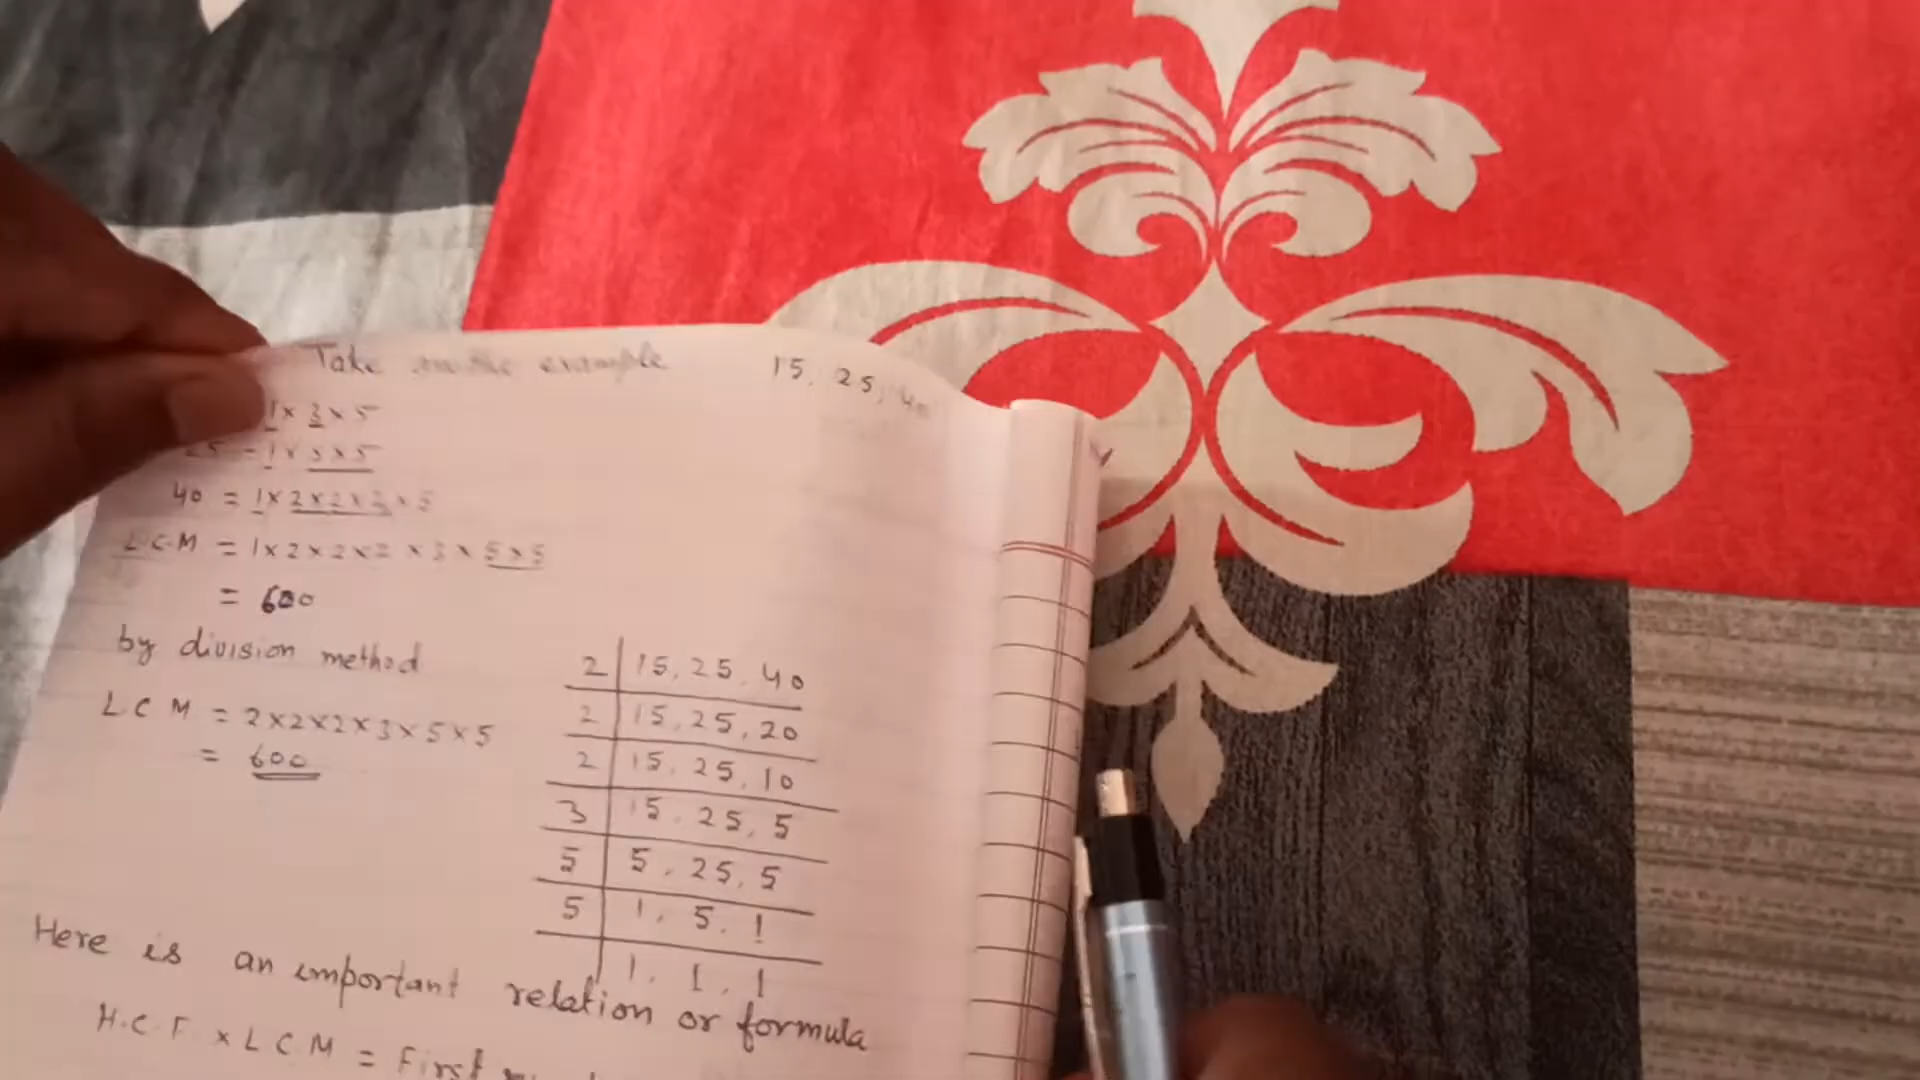 Take example 15, 25, 40
1 × 3 × 5
25 = 1 × 5 × 5
40 = 1 × 2 × 2 × 2 × 5
L.C.M = 1 × 2 × 2 × 2 × 3 × 5 × 5
= 600
by division method
L C M = 2×2×2×3×5×5
= 600
2 | 15, 25, 40
2 | 15, 25, 20
2 | 15, 25, 10
3 | 15, 25, 5
5 | 5, 25, 5
5 | 1, 5, 1
1, 1, 1
Here is an important relation or formula
H.C.F. × L C M = First